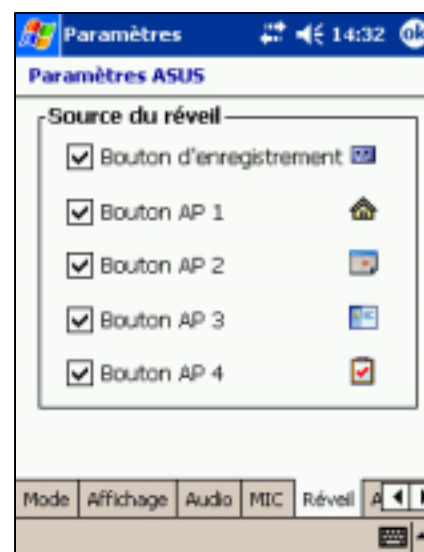 Paramètres 14:32 ok
Paramètres ASUS
Source du réveil
Bouton d'enregistrement
Bouton AP 1
Bouton AP 2
Bouton AP 3
Bouton AP 4
Mode Affichage Audio MIC Réveil A